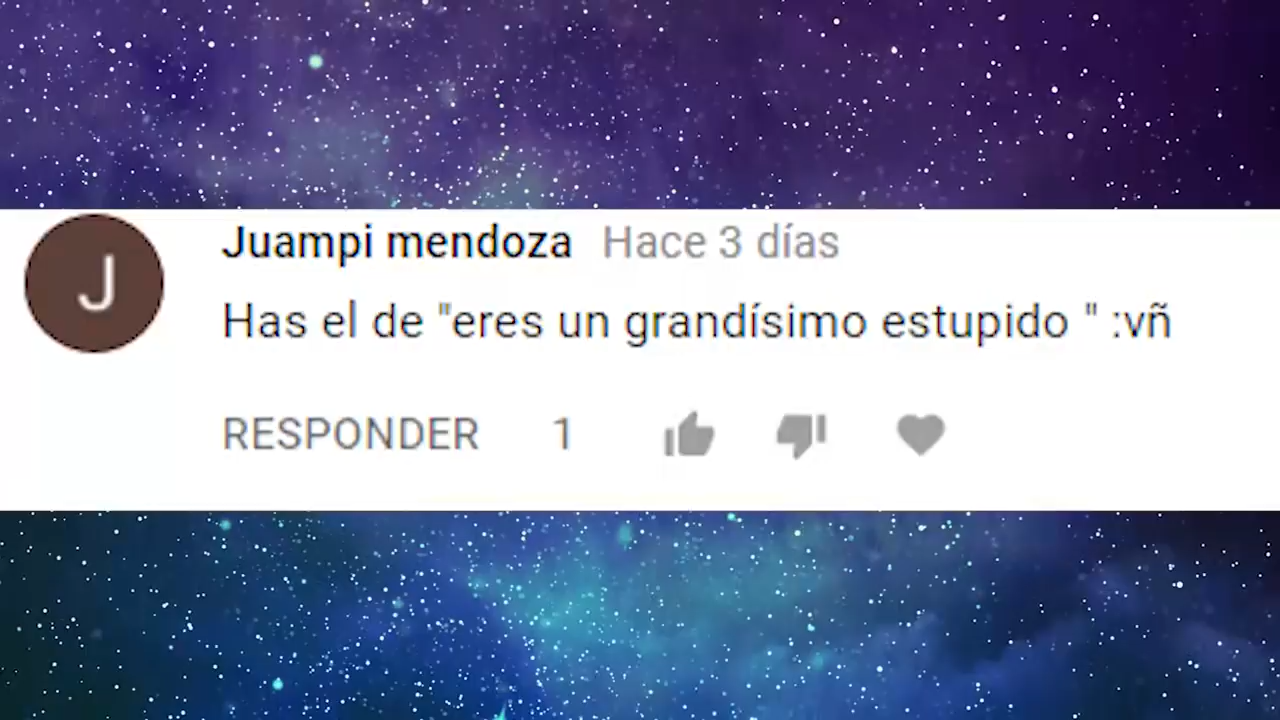 J
Juampi mendoza Hace 3 días
Has el de "eres un grandísimo estupido " :vñ
RESPONDER 1